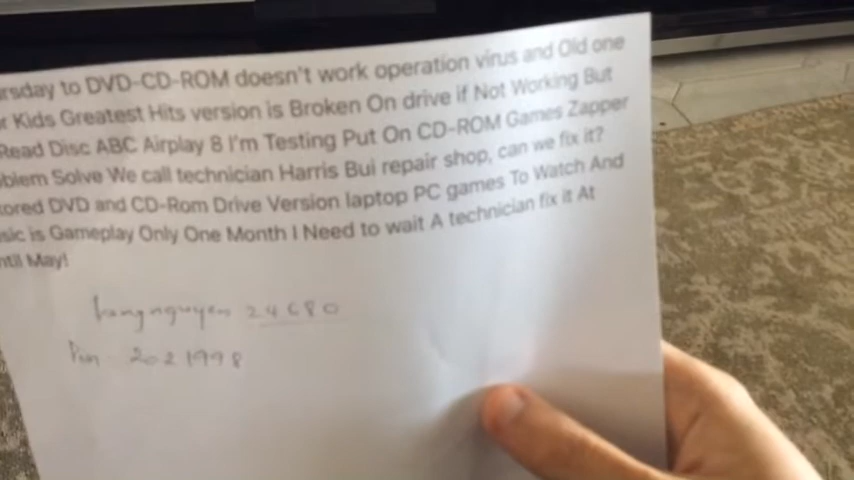 DVD-CD-ROM doesn't work operation virus and Old one
Kids Greatest Hits version is Broken On drive if Not Working But
Read Disc ABC Airplay 8 I'm Testing Put On CD-ROM Games Zapper
Solve We call technician Harris Bui repair shop, can we fix it?
DVD and CD-Rom Drive Version laptop PC games To Watch And
is Gameplay Only One Month I Need to wait A technician fix it At
May!
24680
Pin 2021998